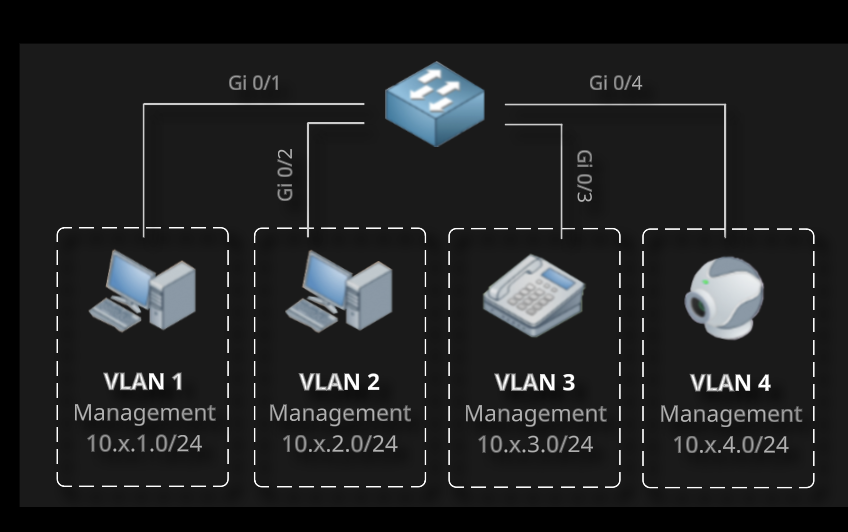 Gi 0/1
Gi 0/4
Gi 0/2
Gi 0/3
VLAN 1
Management
10.x.1.0/24
VLAN 2
Management
10.x.2.0/24
VLAN 3
Management
10.x.3.0/24
VLAN 4
Management
10.x.4.0/24